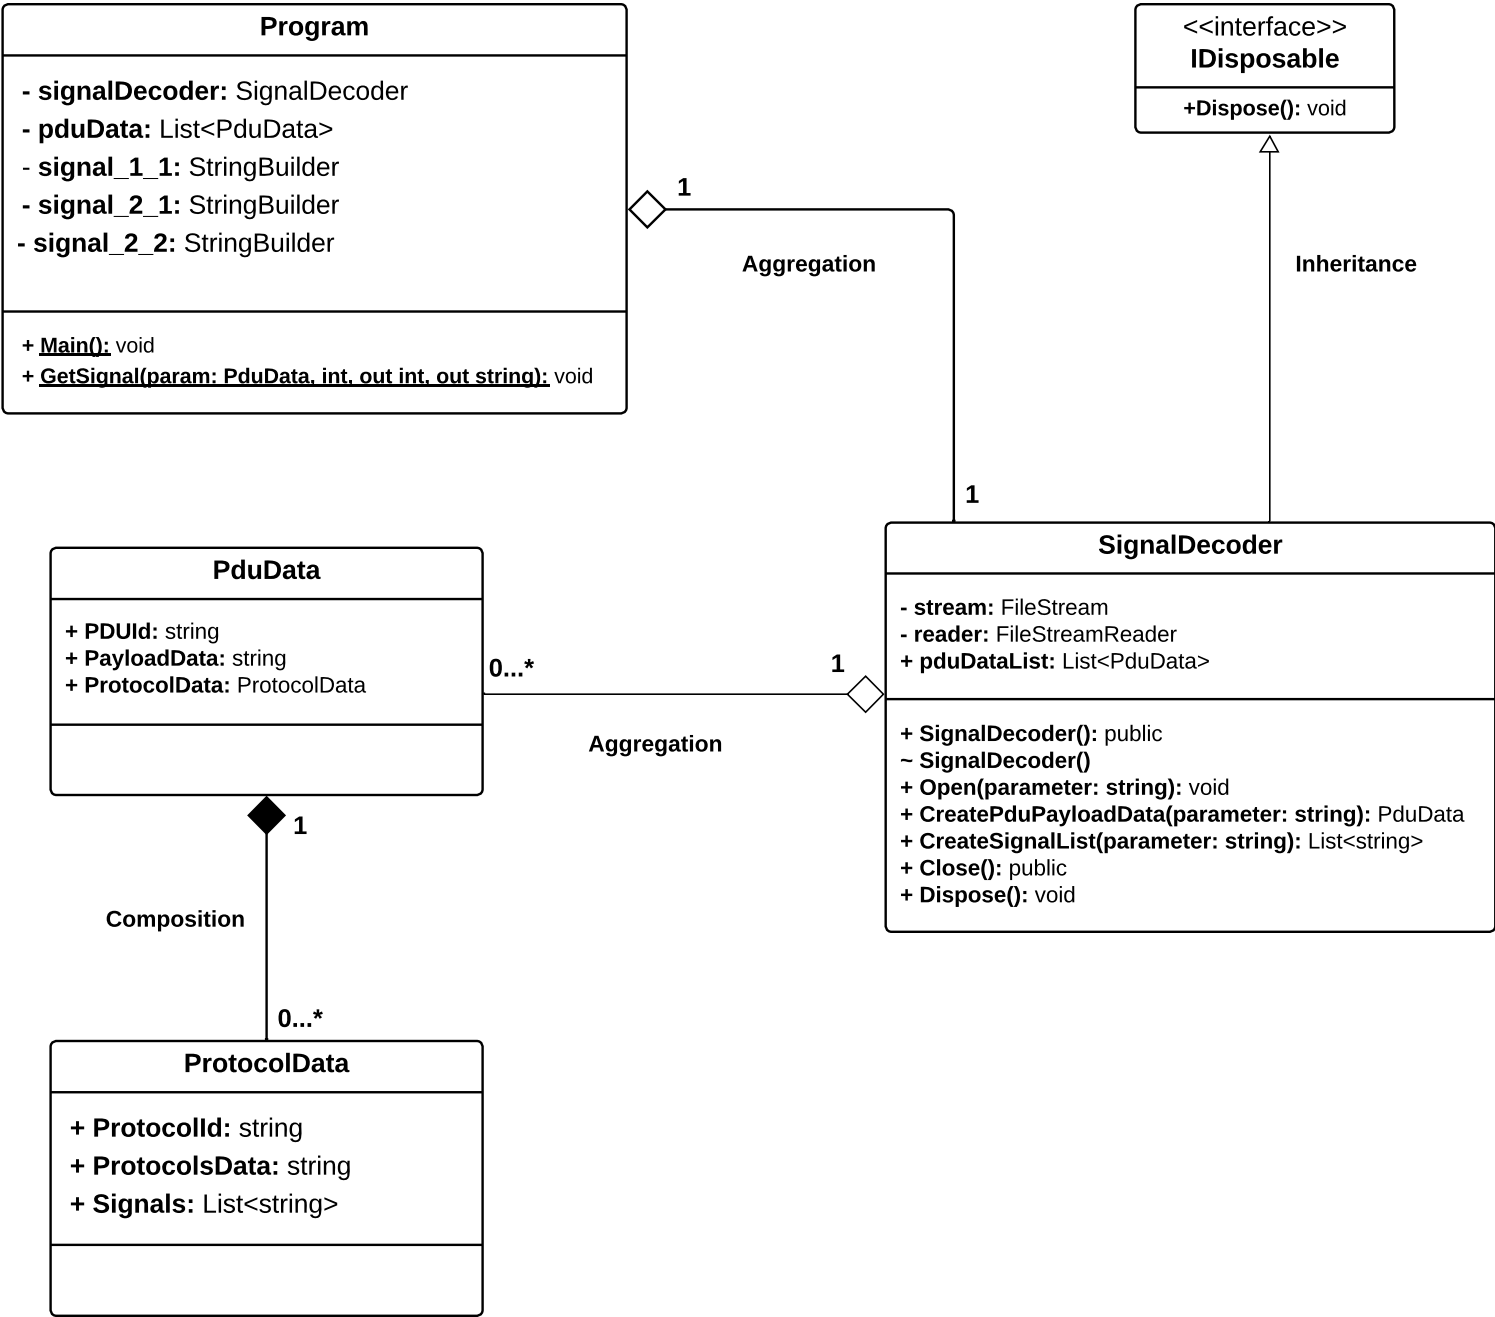 Program
- signalDecoder: SignalDecoder
- pduData: List<PduData>
- signal_1_1: StringBuilder
- signal_2_1: StringBuilder
- signal_2_2: StringBuilder
+ Main(): void
+ GetSignal(param: PduData, int, out int, out string): void
<<interface>>
IDisposable
+Dispose(): void
1
Aggregation
1
Inheritance
SignalDecoder
- stream: FileStream
- reader: FileStreamReader
+ pduDataList: List<PduData>
+ SignalDecoder(): public
~ SignalDecoder()
+ Open(parameter: string): void
+ CreatePduPayloadData(parameter: string): PduData
+ CreateSignalList(parameter: string): List<string>
+ Close(): public
+ Dispose(): void
PduData
+ PDUId: string
+ PayloadData: string
+ ProtocolData: ProtocolData
0...*
1
Aggregation
1
Composition
0...*
ProtocolData
+ ProtocolId: string
+ ProtocolsData: string
+ Signals: List<string>